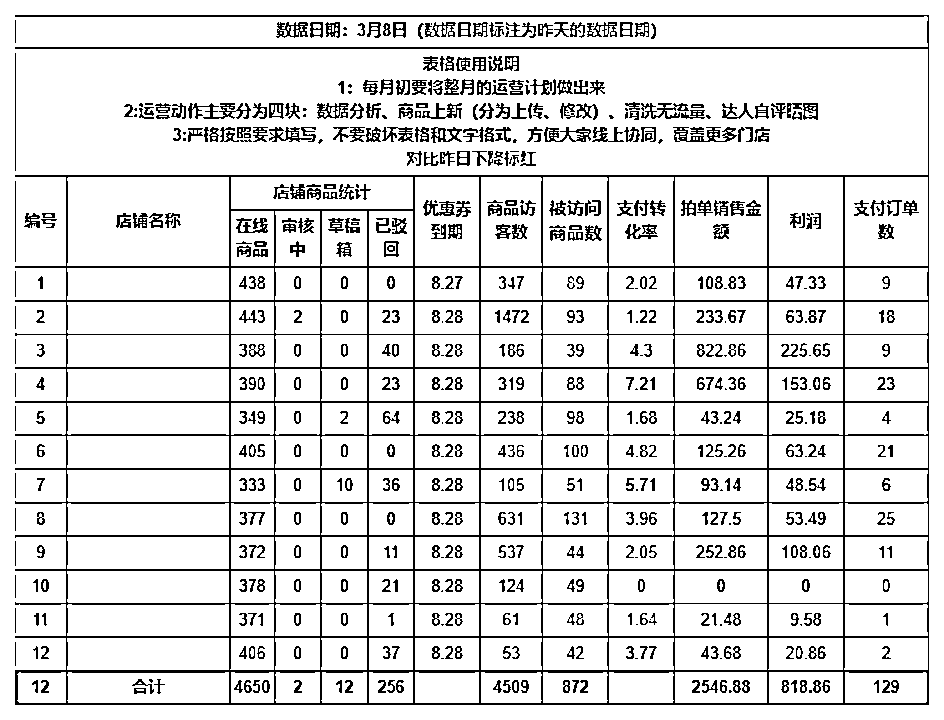 数据日期：3月8日（数据日期标注为昨天的数据日期）
表格使用说明
1：每月初要将整月的运营计划做出来
2:运营动作主要分为四块：数据分析、商品上新（分为上传、修改）、清洗无流量、达人自评晒图
3:严格按照要求填写，不要破坏表格和文字格式，方便大家线上协同，覆盖更多门店
对比昨日下降标红
编号 店铺名称 店铺商品统计 优惠券到期 商品访客数 被访问商品数 支付转化率 拍单销售金额 利润 支付订单数
在线商品 审核中 草稿箱 已驳回
1 438 0 0 0 8.27 347 89 2.02 108.83 47.33 9
2 443 2 0 23 8.28 1472 93 1.22 233.67 63.87 18
3 388 0 0 40 8.28 186 39 4.3 822.86 225.65 9
4 390 0 0 23 8.28 319 88 7.21 674.36 153.06 23
5 349 0 2 64 8.28 238 98 1.68 43.24 25.18 4
6 405 0 0 0 8.28 436 100 4.82 125.26 63.24 21
7 333 0 10 36 8.28 105 51 5.71 93.14 48.54 6
8 377 0 0 0 8.28 631 131 3.96 127.5 53.49 25
9 372 0 0 11 8.28 537 44 2.05 252.86 108.06 11
10 378 0 0 21 8.28 124 49 0 0 0 0
11 371 0 0 1 8.28 61 48 1.64 21.48 9.58 1
12 406 0 0 37 8.28 53 42 3.77 43.68 20.86 2
12 合计 4650 2 12 256 4509 872 2546.88 818.86 129